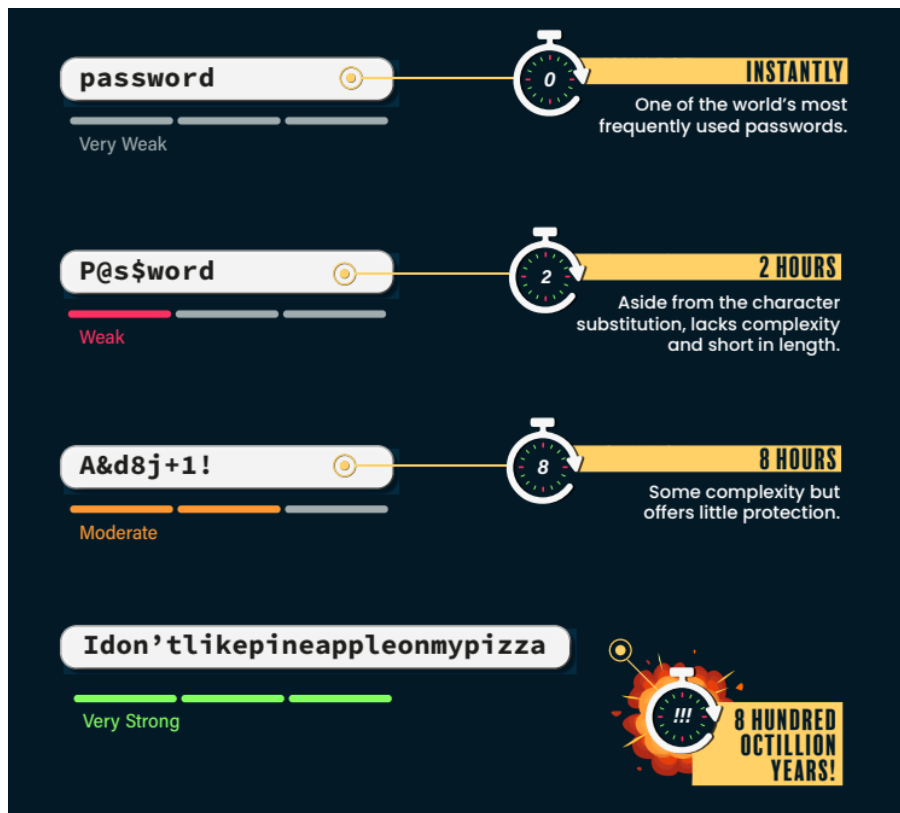 password
0
INSTANTLY
One of the world’s most
frequently used passwords.
Very Weak
P@s$word
2
2 HOURS
Aside from the character
substitution, lacks complexity
and short in length.
Weak
A&d8j+1!
8
8 HOURS
Some complexity but
offers little protection.
Moderate
Idon’tlikepineappleonmypizza
Very Strong
!!!
8 HUNDRED
OCTILLION
YEARS!